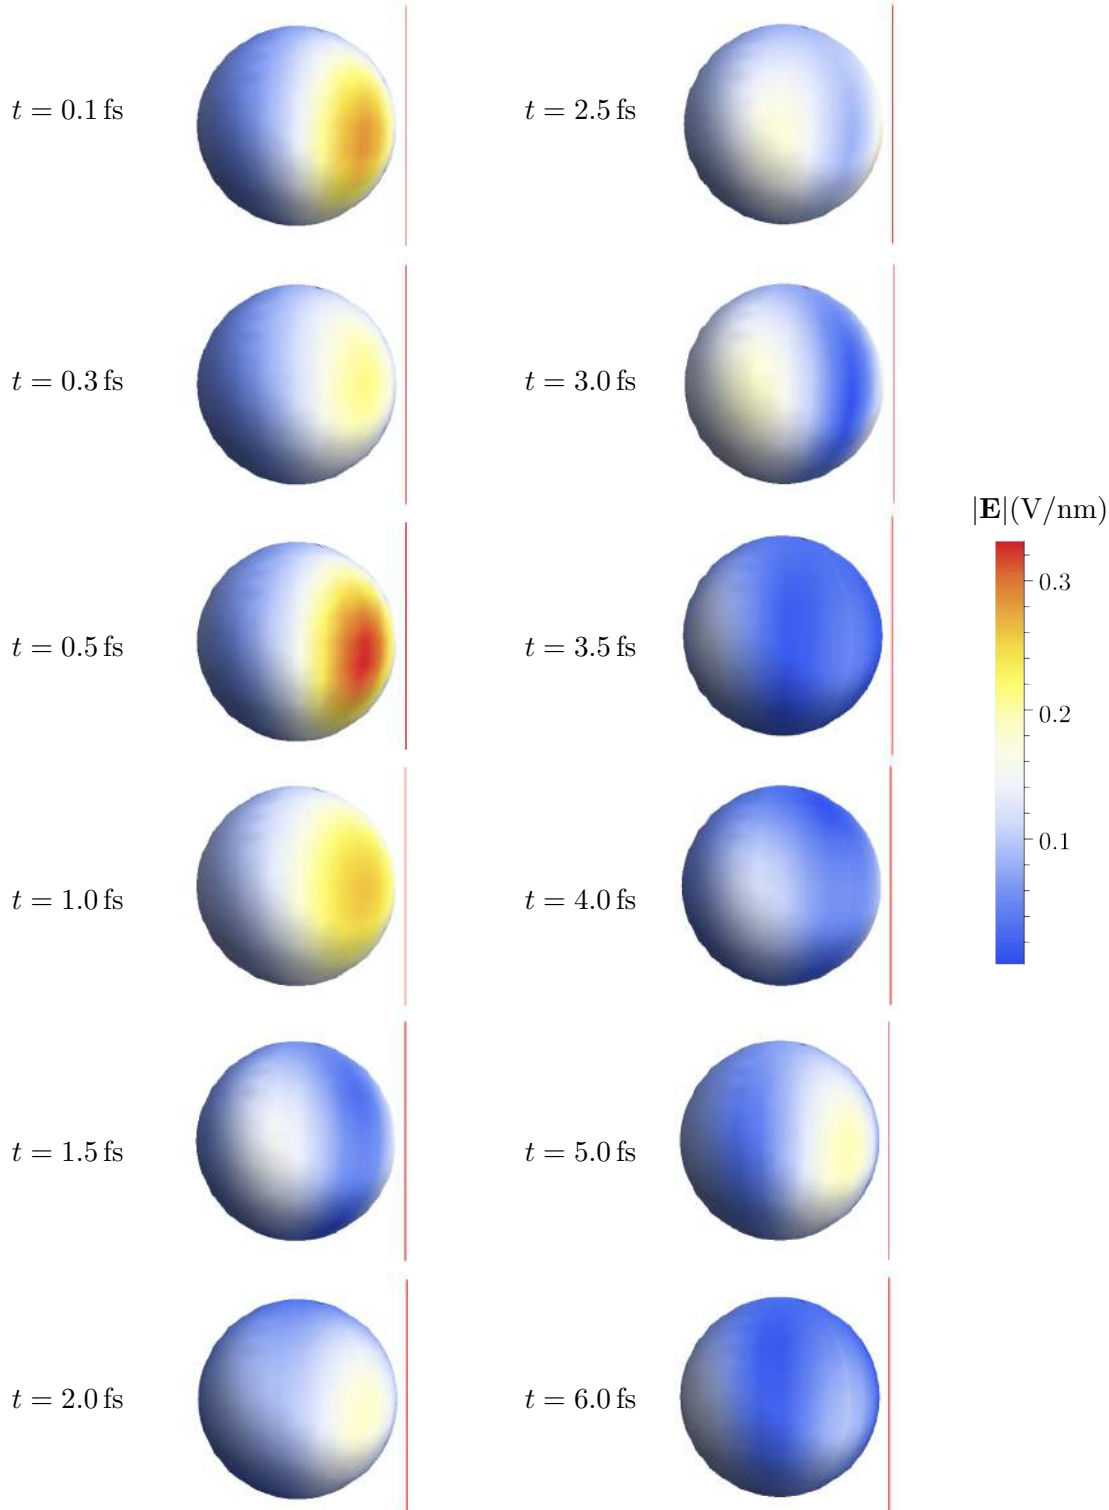 t = 0.1 fs
t = 0.3 fs
t = 0.5 fs
t = 1.0 fs
t = 1.5 fs
t = 2.0 fs
t = 2.5 fs
t = 3.0 fs
t = 3.5 fs
t = 4.0 fs
t = 5.0 fs
t = 6.0 fs
|E|(V/nm)
0.3
0.2
0.1